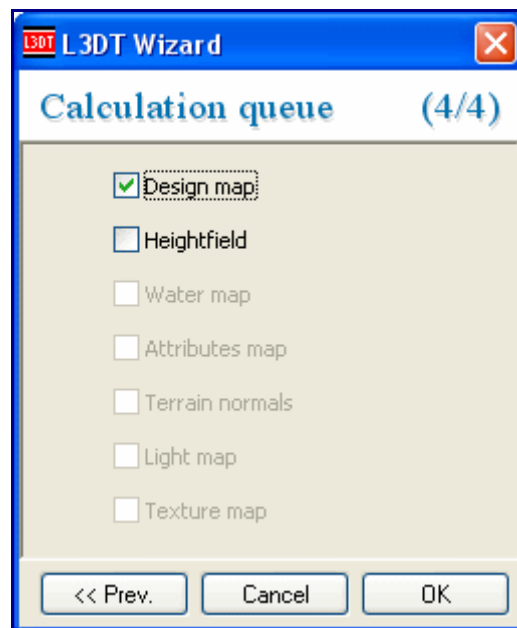 L3DT L3DT Wizard
Calculation queue (4/4)
Design map
Heightfield
Water map
Attributes map
Terrain normals
Light map
Texture map
<< Prev. Cancel OK